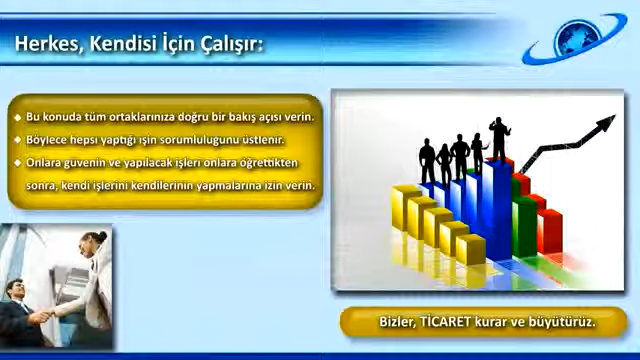 Herkes, Kendisi İçin Çalışır:
Bu konuda tüm ortaklarınıza doğru bir bakış açısı verin.
Böylece hepsi yaptığı işin sorumluluğunu üstlenir.
Onlara güvenin ve yapılacak işleri onlara öğrettikten
sonra, kendi işlerini kendilerinin yapmalarına izin verin.
Bizler, TİCARET kurar ve büyütürüz.